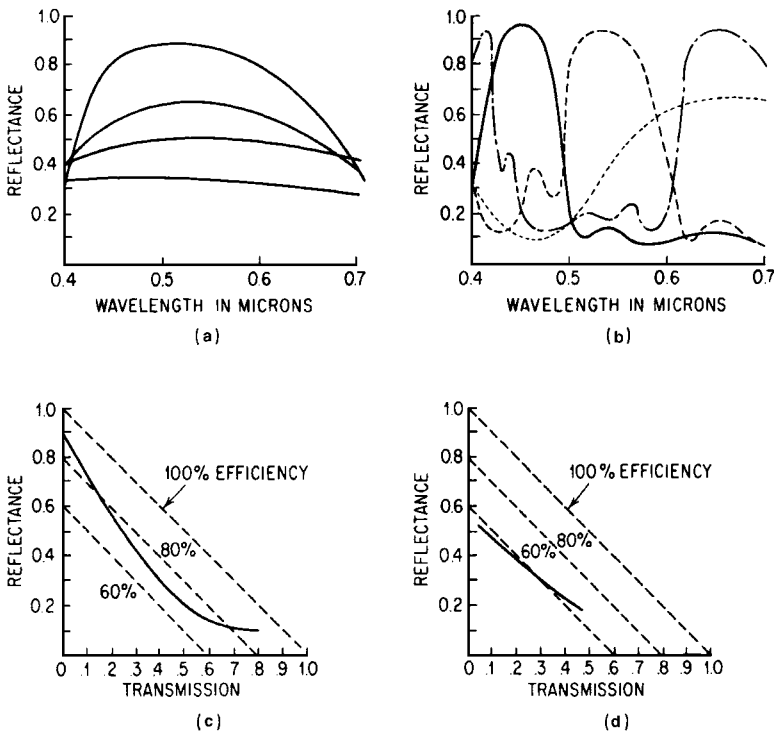 REFLECTANCE
1.0
0.8
0.6
0.4
0.2
0.4 0.5 0.6 0.7
WAVELENGTH IN MICRONS
(a)
REFLECTANCE
1.0
0.8
0.6
0.4
0.2
0.4 0.5 0.6 0.7
WAVELENGTH IN MICRONS
(b)
REFLECTANCE
1.0
0.8
0.6
0.4
0.2
100% EFFICIENCY
80%
60%
0 .1 .2 .3 .4 .5 .6 .7 .8 .9 1.0
TRANSMISSION
(c)
REFLECTANCE
1.0
0.8
0.6
0.4
0.2
100% EFFICIENCY
60% 80%
0 .1 .2 .3 .4 .5 .6 .7 .8 .9 1.0
TRANSMISSION
(d)